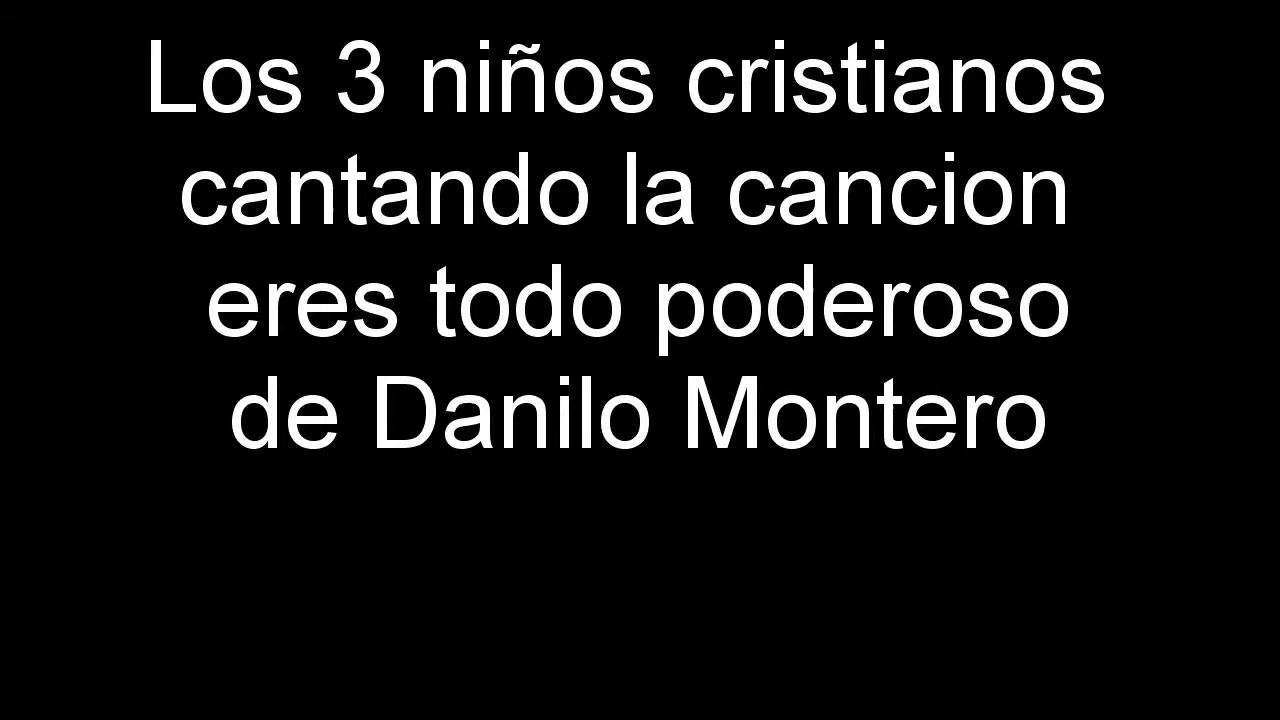 Los 3 niños cristianos
cantando la cancion
eres todo poderoso
de Danilo Montero